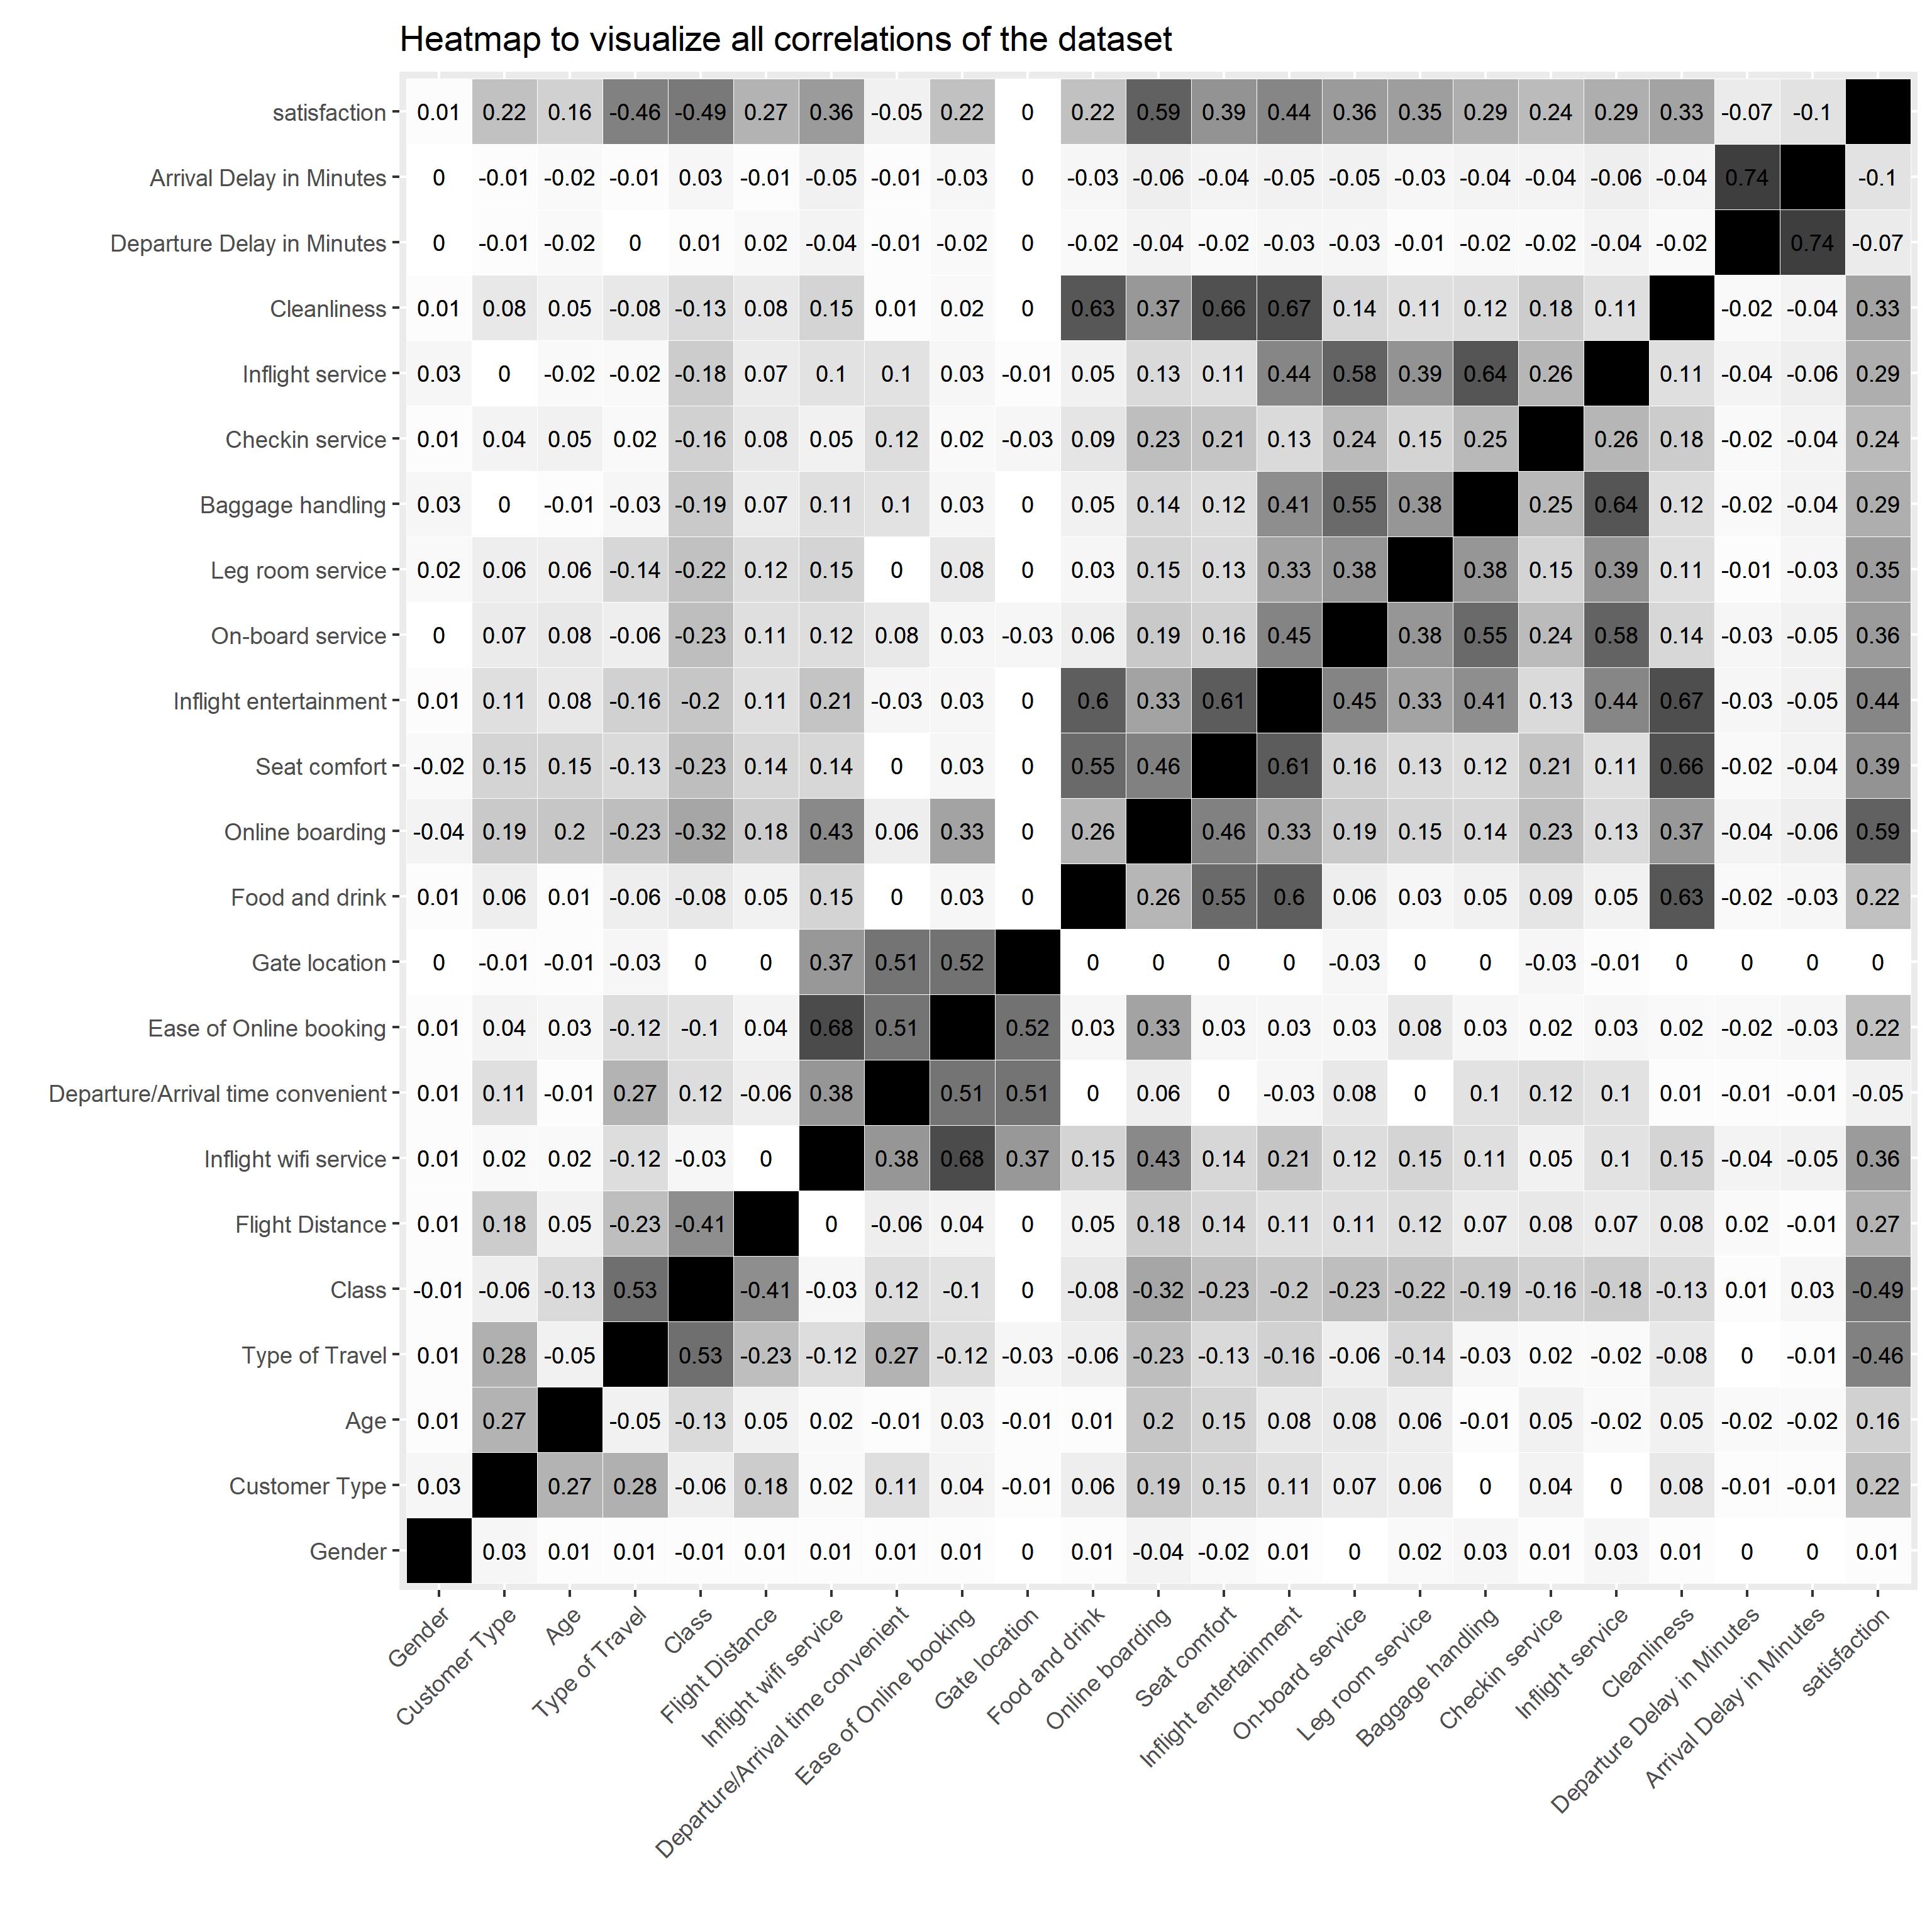 Heatmap to visualize all correlations of the dataset
satisfaction 0.01 0.22 0.16 -0.46 -0.49 0.27 0.36 -0.05 0.22 0 0.22 0.59 0.39 0.44 0.36 0.35 0.29 0.24 0.29 0.33 -0.07 -0.1
Arrival Delay in Minutes 0 -0.01 -0.02 -0.01 0.03 -0.01 -0.05 -0.01 -0.03 0 -0.03 -0.06 -0.04 -0.05 -0.05 -0.03 -0.04 -0.04 -0.06 -0.04 0.74 -0.1
Departure Delay in Minutes 0 -0.01 -0.02 0 0.01 0.02 -0.04 -0.01 -0.02 0 -0.02 -0.04 -0.02 -0.03 -0.03 -0.01 -0.02 -0.02 -0.04 -0.02 0.74 -0.07
Cleanliness 0.01 0.08 0.05 -0.08 -0.13 0.08 0.15 0.01 0.02 0 0.63 0.37 0.66 0.67 0.14 0.11 0.12 0.18 0.11 -0.02 -0.04 0.33
Inflight service 0.03 0 -0.02 -0.02 -0.18 0.07 0.1 0.1 0.03 -0.01 0.05 0.13 0.11 0.44 0.58 0.39 0.64 0.26 0.11 -0.04 -0.06 0.29
Checkin service 0.01 0.04 0.05 0.02 -0.16 0.08 0.05 0.12 0.02 -0.03 0.09 0.23 0.21 0.13 0.24 0.15 0.25 0.26 0.18 -0.02 -0.04 0.24
Baggage handling 0.03 0 -0.01 -0.03 -0.19 0.07 0.11 0.1 0.03 0 0.05 0.14 0.12 0.41 0.55 0.38 0.25 0.64 0.12 -0.02 -0.04 0.29
Leg room service 0.02 0.06 0.06 -0.14 -0.22 0.12 0.15 0 0.08 0 0.03 0.15 0.13 0.33 0.38 0.38 0.15 0.39 0.11 -0.01 -0.03 0.35
On-board service 0 0.07 0.08 -0.06 -0.23 0.11 0.12 0.08 0.03 -0.03 0.06 0.19 0.16 0.45 0.38 0.55 0.24 0.58 0.14 -0.03 -0.05 0.36
Inflight entertainment 0.01 0.11 0.08 -0.16 -0.2 0.11 0.21 -0.03 0.03 0 0.6 0.33 0.61 0.45 0.33 0.41 0.13 0.44 0.67 -0.03 -0.05 0.44
Seat comfort -0.02 0.15 0.15 -0.13 -0.23 0.14 0.14 0 0.03 0 0.55 0.46 0.61 0.16 0.13 0.12 0.21 0.11 0.66 -0.02 -0.04 0.39
Online boarding -0.04 0.19 0.2 -0.23 -0.32 0.18 0.43 0.06 0.33 0 0.26 0.46 0.33 0.19 0.15 0.14 0.23 0.13 0.37 -0.04 -0.06 0.59
Food and drink 0.01 0.06 0.01 -0.06 -0.08 0.05 0.15 0 0.03 0 0.26 0.55 0.6 0.06 0.03 0.05 0.09 0.05 0.63 -0.02 -0.03 0.22
Gate location 0 -0.01 -0.01 -0.03 0 0 0.37 0.51 0.52 0 0 0 0 -0.03 0 0 -0.03 -0.01 0 0 0 0
Ease of Online booking 0.01 0.04 0.03 -0.12 -0.1 0.04 0.68 0.51 0.52 0.03 0.33 0.03 0.03 0.03 0.08 0.03 0.02 0.03 0.02 -0.02 -0.03 0.22
Departure/Arrival time convenient 0.01 0.11 -0.01 0.27 0.12 -0.06 0.38 0.51 0.51 0 0.06 0 -0.03 0.08 0 0.1 0.12 0.1 0.01 -0.01 -0.01 -0.05
Inflight wifi service 0.01 0.02 0.02 -0.12 -0.03 0 0.38 0.68 0.37 0.15 0.43 0.14 0.21 0.12 0.15 0.11 0.05 0.1 0.15 -0.04 -0.05 0.36
Flight Distance 0.01 0.18 0.05 -0.23 -0.41 0 -0.06 0.04 0 0.05 0.18 0.14 0.11 0.11 0.12 0.07 0.08 0.07 0.08 0.02 -0.01 0.27
Class -0.01 -0.06 -0.13 0.53 -0.41 -0.03 0.12 -0.1 0 -0.08 -0.32 -0.23 -0.2 -0.23 -0.22 -0.19 -0.16 -0.18 -0.13 0.01 0.03 -0.49
Type of Travel 0.01 0.28 -0.05 0.53 -0.23 -0.12 0.27 -0.12 -0.03 -0.06 -0.23 -0.13 -0.16 -0.06 -0.14 -0.03 0.02 -0.02 -0.08 0 -0.01 -0.46
Age 0.01 0.27 -0.05 -0.13 0.05 0.02 -0.01 0.03 -0.01 0.01 0.2 0.15 0.08 0.08 0.06 -0.01 0.05 -0.02 0.05 -0.02 -0.02 0.16
Customer Type 0.03 0.27 0.28 -0.06 0.18 0.02 0.11 0.04 -0.01 0.06 0.19 0.15 0.11 0.07 0.06 0 0.04 0 0.08 -0.01 -0.01 0.22
Gender 0.03 0.01 0.01 -0.01 0.01 0.01 0.01 0.01 0 0.01 -0.04 -0.02 0.01 0 0.02 0.03 0.01 0.03 0.01 0 0 0.01
Gender
Customer Type
Age
Type of Travel
Class
Flight Distance
Inflight wifi service
Departure/Arrival time convenient
Ease of Online booking
Gate location
Food and drink
Online boarding
Seat comfort
Inflight entertainment
On-board service
Leg room service
Baggage handling
Checkin service
Inflight service
Cleanliness
Departure Delay in Minutes
Arrival Delay in Minutes
satisfaction